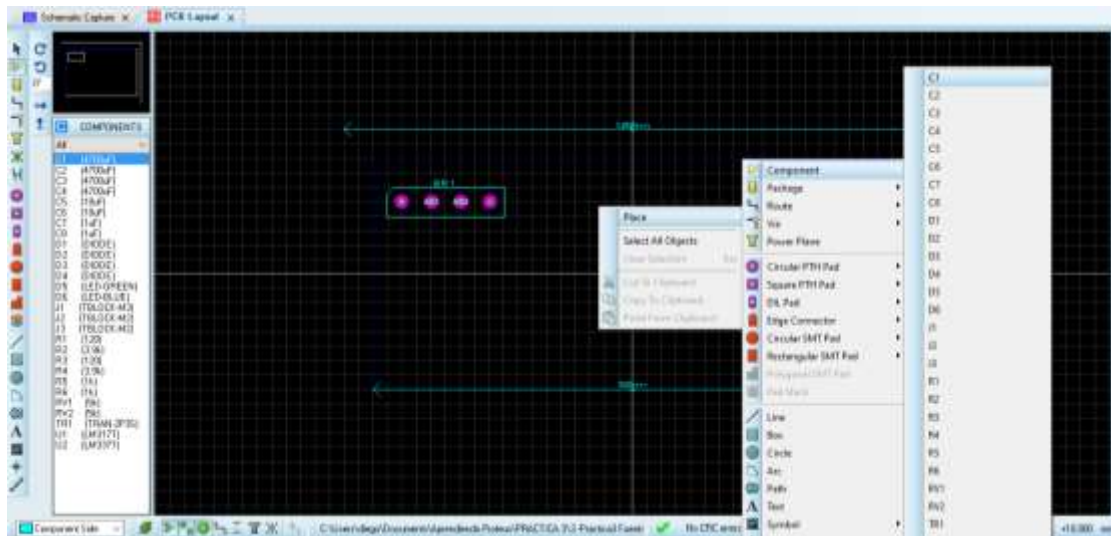 Schematic Capture
PCB Layout
COMPONENTS
All
C1 (4700uF)
C2 (4700uF)
C3 (4700uF)
C4 (4700uF)
C5 (10uF)
C6 (10uF)
C7 (1uF)
C8 (1uF)
D1 (DIODE)
D2 (DIODE)
D3 (DIODE)
D4 (DIODE)
D5 (LED-GREEN)
D6 (LED-BLUE)
J1 (TBLOCK-M3)
J2 (TBLOCK-M2)
J3 (TBLOCK-M3)
R1 (120)
R2 (3.9k)
R3 (120)
R4 (3.9k)
R5 (1k)
R6 (1k)
RV1 (5k)
RV2 (5k)
TR1 (TRAN-2P3S)
U1 (LM317T)
U2 (LM337T)
BR1
Place
Select All Objects
Clear Selection
Cut To Clipboard
Copy To Clipboard
Paste From Clipboard
Component
Package
Route
Via
Power Plane
Circular PTH Pad
Square PTH Pad
DIL Pad
Edge Connector
Circular SMT Pad
Rectangular SMT Pad
Polygonal SMT Pad
Pad Stack
Line
Box
Circle
Arc
Path
Text
Symbol
C1
C2
C3
C4
C5
C6
C7
C8
D1
D2
D3
D4
D5
D6
J1
J2
J3
R1
R2
R3
R4
R5
R6
RV1
RV2
TR1
Component Side
No CRC errors